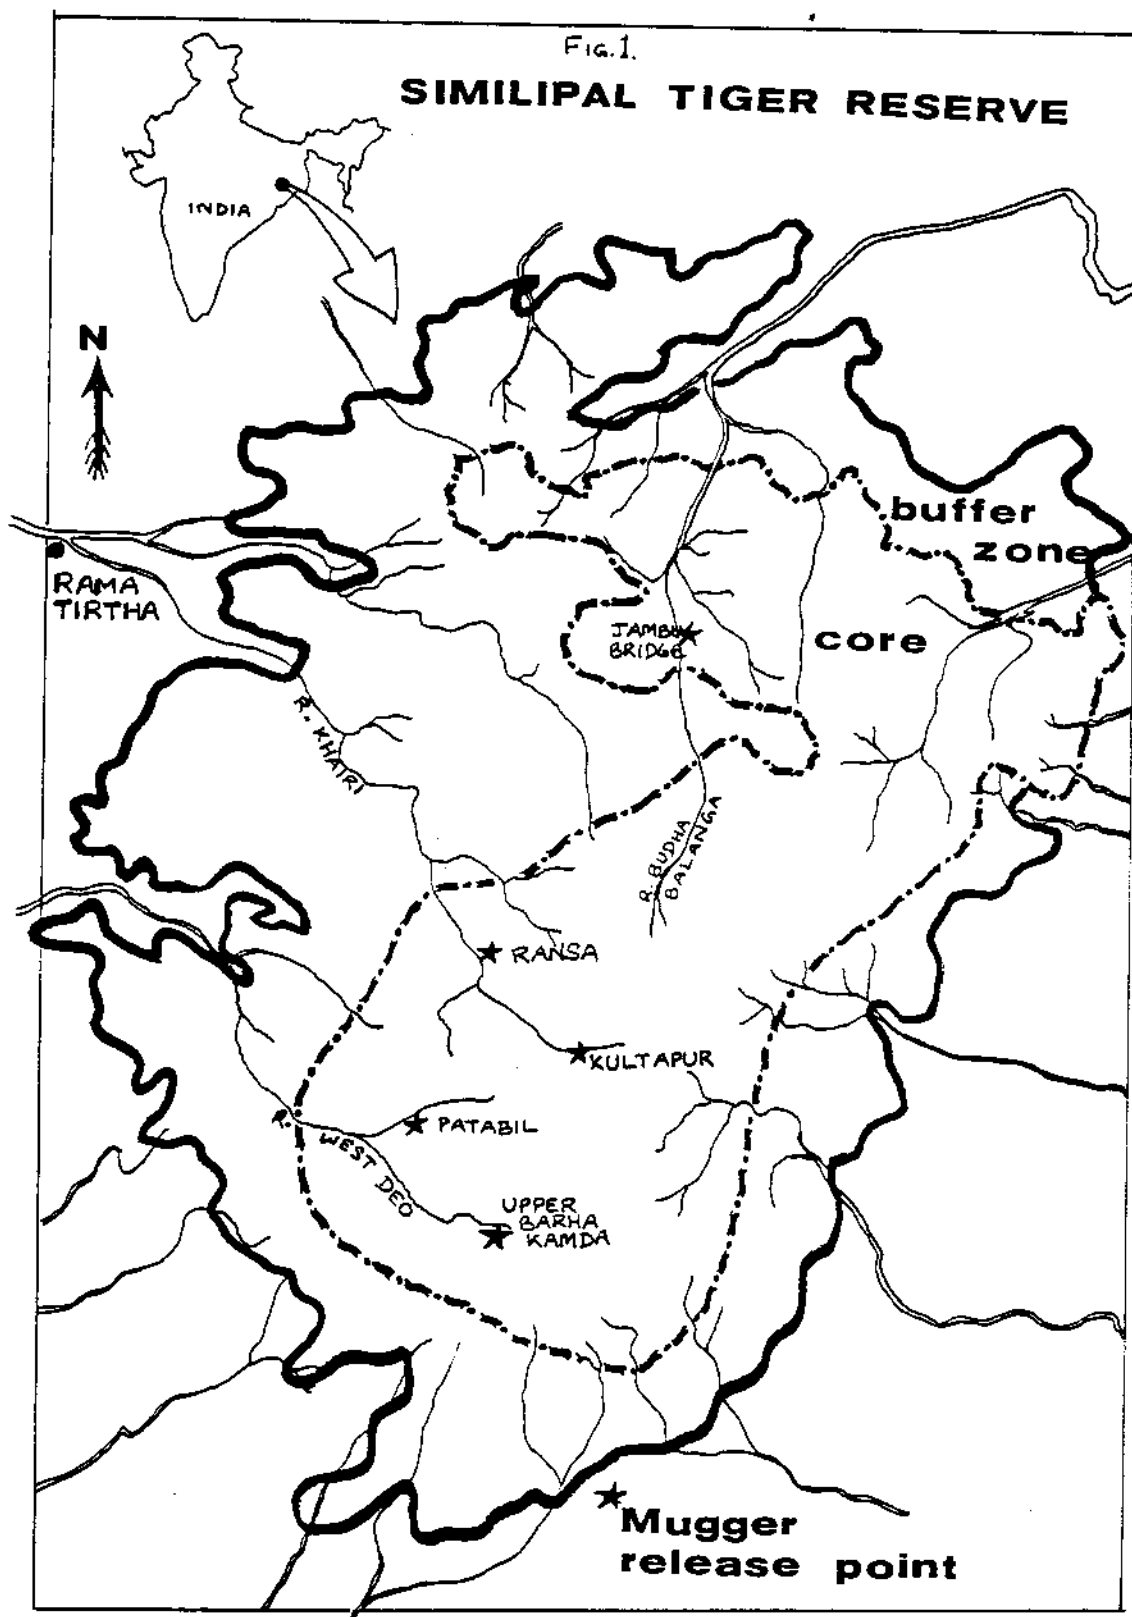 FIG.1.
SIMILIPAL TIGER RESERVE
INDIA
N
buffer
zone
RAMA
TIRTHA
core
JAMBU
BRIDGE
R. KHAIRI
R. BUDHA
BALANGA
RANSA
KULTAPUR
PATABIL
R. WEST DEO
UPPER
BARHA
KAMDA
Mugger
release point